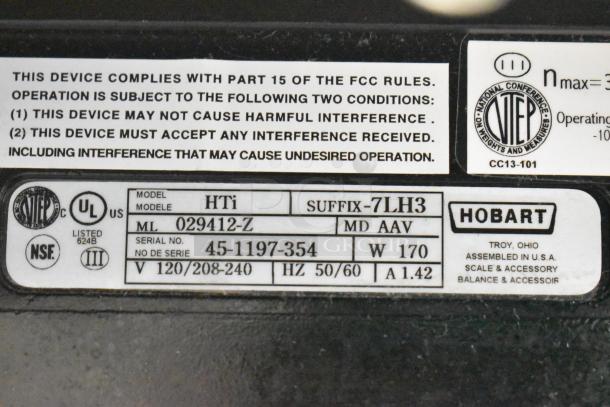 THIS DEVICE COMPLIES WITH PART 15 OF THE FCC RULES.
OPERATION IS SUBJECT TO THE FOLLOWING TWO CONDITIONS:
(1) THIS DEVICE MAY NOT CAUSE HARMFUL INTERFERENCE .
(2) THIS DEVICE MUST ACCEPT ANY INTERFERENCE RECEIVED.
INCLUDING INTERFERENCE THAT MAY CAUSE UNDESIRED OPERATION.
III
NATIONAL CONFERENCE
NTEP
ON WEIGHTS AND MEASURES
CC13-101
nmax=3
Operating
-10
NTEP
C UL US
LISTED
624B
NSF
III
MODEL
MODELE HTi SUFFIX-7LH3
ML 029412-Z MD AAV
SERIAL NO.
NO DE SERIE 45-1197-354 W 170
V 120/208-240 HZ 50/60 A 1.42
HOBART
TROY, OHIO
ASSEMBLED IN U.S.A.
SCALE & ACCESSORY
BALANCE & ACCESSOIR